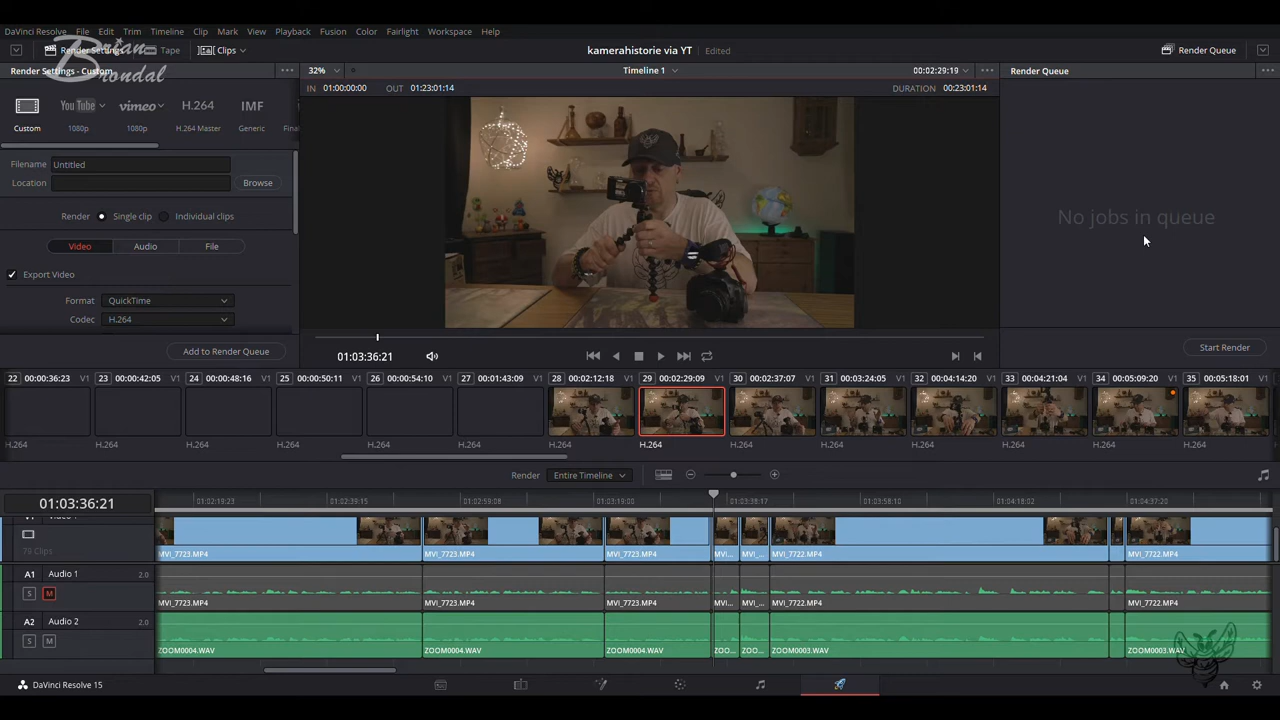 DaVinci Resolve File Edit Trim Timeline Clip Mark View Playback Fusion Color Fairlight Workspace Help
Brian Brondal
Render Settings Tape Clips kamerahistorie via YT Edited Render Queue
Render Settings - Custom 32% Timeline 1 00:02:29:19 Render Queue
IN 01:00:00:00 OUT 01:23:01:14 DURATION 00:23:01:14
YouTube vimeo H.264 IMF
Custom 1080p 1080p H.264 Master Generic
Filename Untitled
Location Browse
Render Single clip Individual clips
No jobs in queue
Video Audio File
Export Video
Format QuickTime
Codec H.264
Add to Render Queue 01:03:36:21 Start Render
22 00:00:36:23 V1 23 00:00:42:05 V1 24 00:00:48:16 V1 25 00:00:50:11 V1 26 00:00:54:10 V1 27 00:01:43:09 V1 28 00:02:12:18 V1 29 00:02:29:09 V1 30 00:02:37:07 V1 31 00:03:24:05 V1 32 00:04:14:20 V1 33 00:04:21:04 V1 34 00:05:09:20 V1 35 00:05:18:01 V1
H.264 H.264 H.264 H.264 H.264 H.264 H.264 H.264 H.264 H.264 H.264 H.264 H.264 H.264
Render Entire Timeline
01:03:36:21 01:02:19:23 01:02:39:15 01:02:59:08 01:03:19:00 01:03:38:17 01:03:58:10 01:04:18:02 01:04:37:20
79 Clips MVI_7723.MP4 MVI_7723.MP4 MVI_7723.MP4 MVI... MVI... MVI_7722.MP4 MVI_7722.MP4
A1 Audio 1 2.0
S M MVI_7723.MP4 MVI_7723.MP4 MVI_7723.MP4 MVI... MVI... MVI_7722.MP4 MVI_7722.MP4
A2 Audio 2 2.0
S M ZOOM0004.WAV ZOOM0004.WAV ZOOM0004.WAV ZOO... ZOO... ZOOM0003.WAV ZOOM0003.WAV
DaVinci Resolve 15